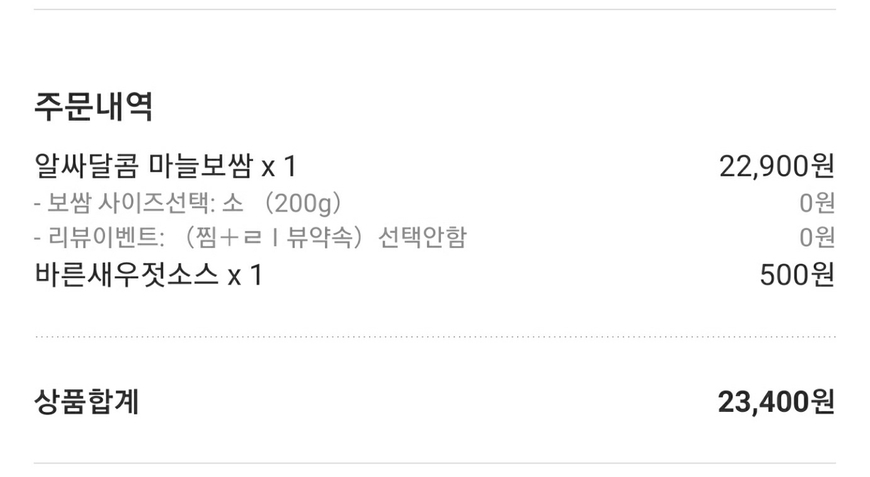 주문내역
알싸달콤 마늘보쌈 x 1 22,900원
- 보쌈 사이즈선택: 소 （200g） 0원
- 리뷰이벤트: （찜＋ㄹㅣ뷰약속）선택안함 0원
바른새우젓소스 x 1 500원
상품합계 23,400원